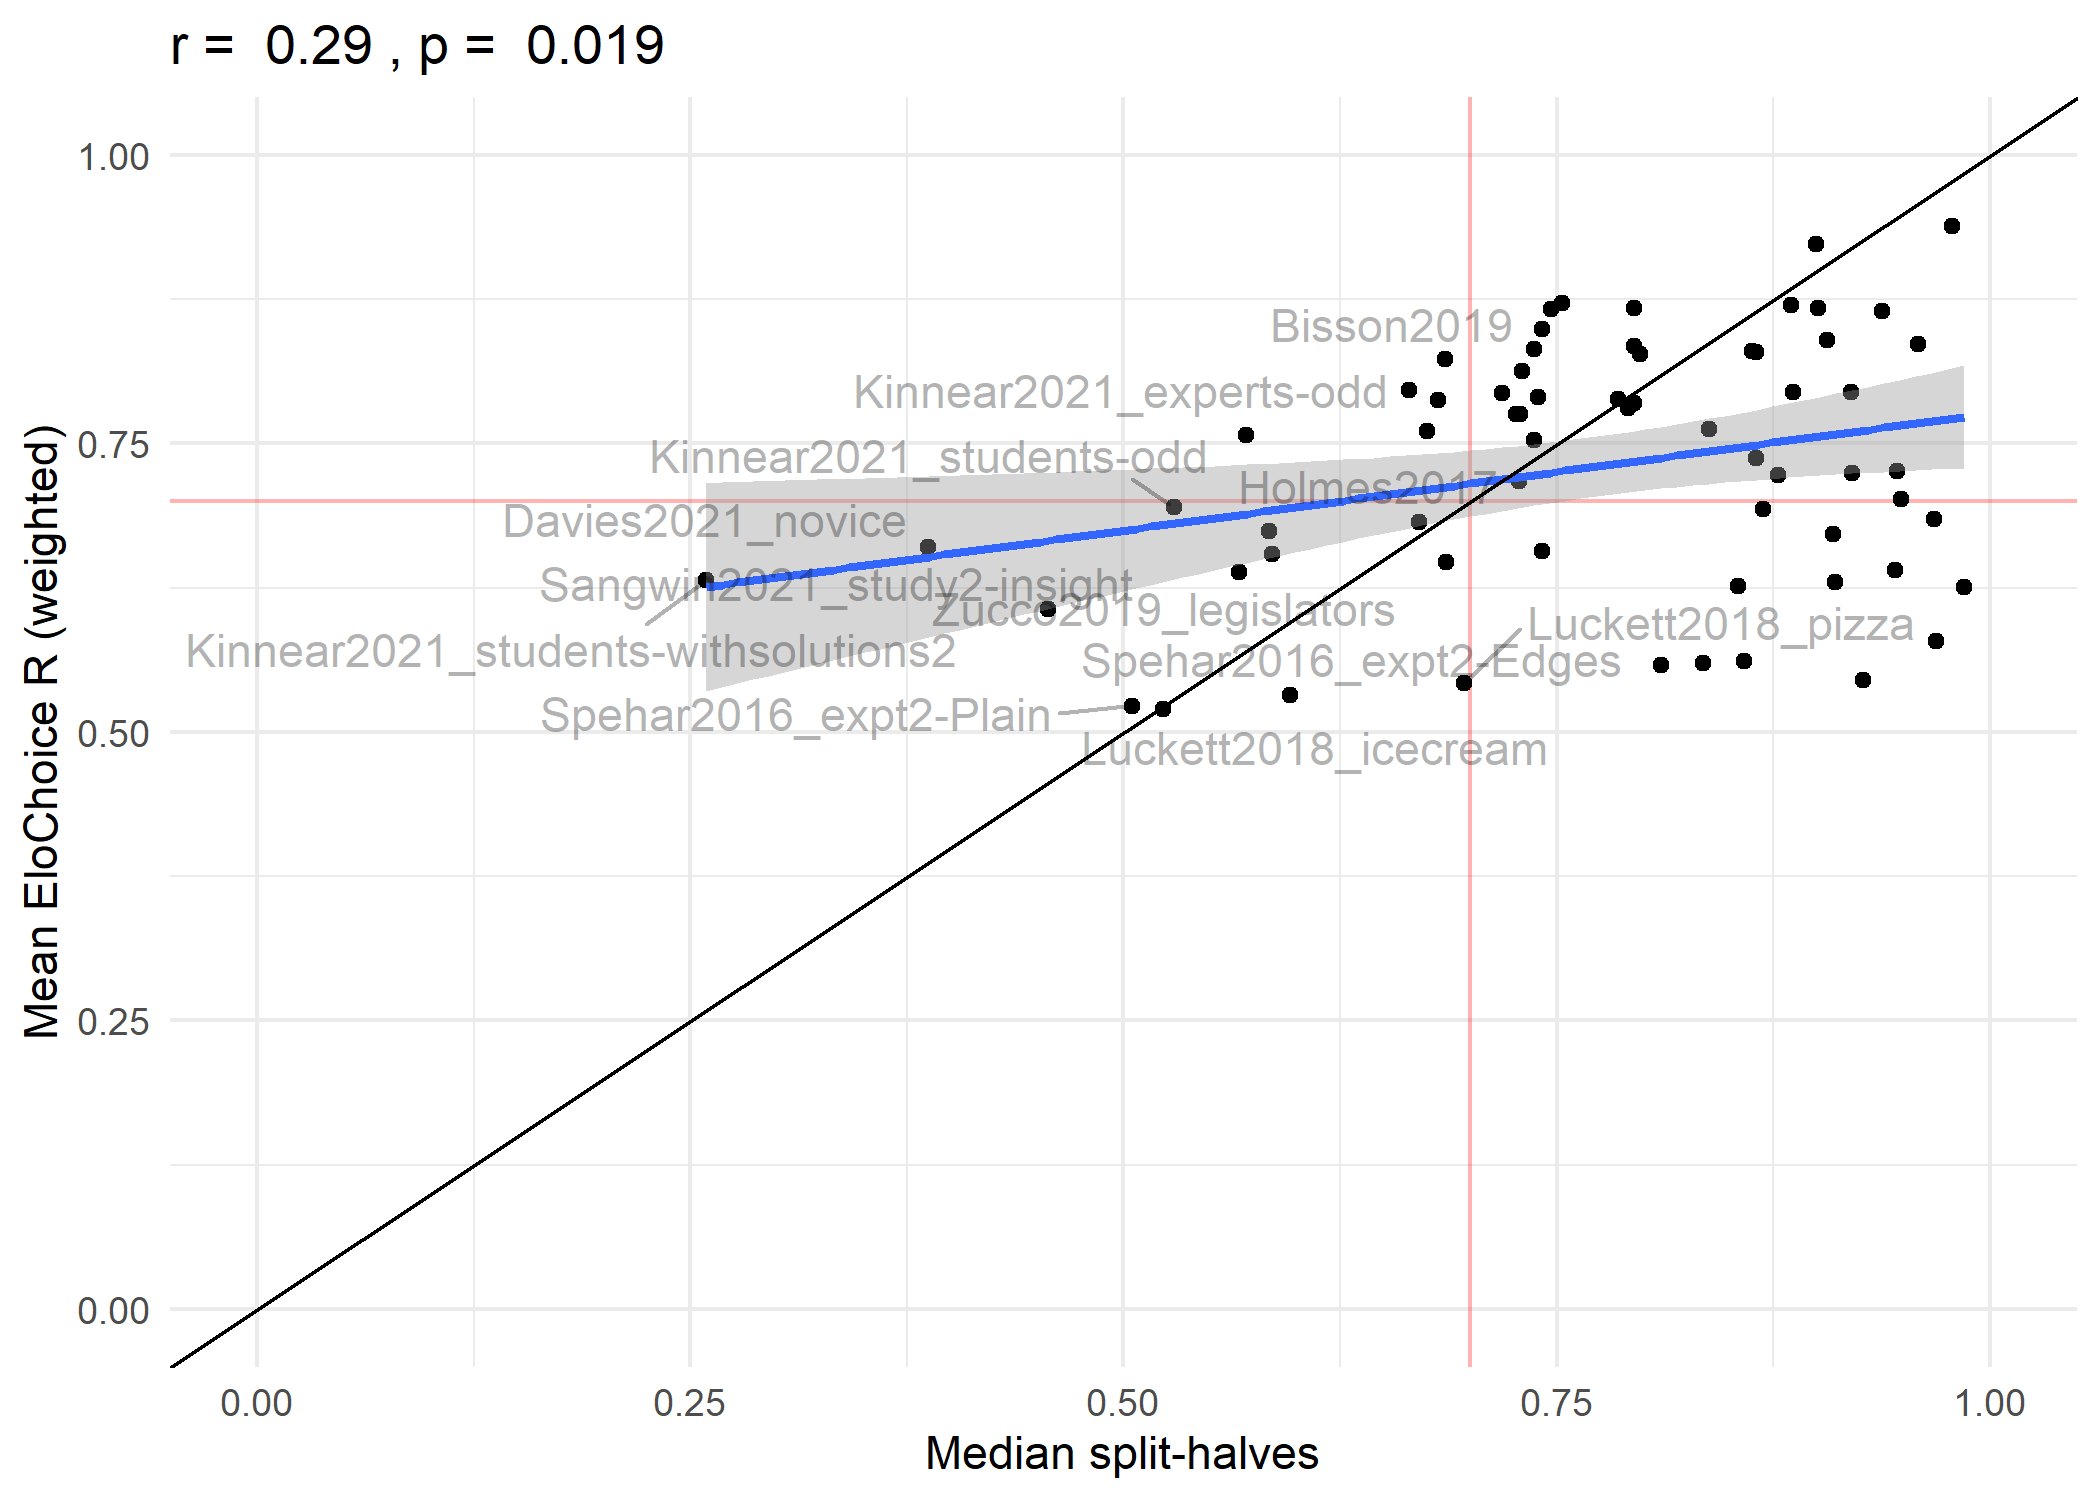 r =  0.29 , p =  0.019
Mean EloChoice R (weighted)
1.00
0.75
0.50
0.25
0.00
Bisson2019
Kinnear2021_experts-odd
Kinnear2021_students-odd
Holmes2017
Davies2021_novice
Sangwin2021_study2-insight
Zucco2019_legislators
Luckett2018_pizza
Kinnear2021_students-withsolutions2
Spehar2016_expt2-Edges
Spehar2016_expt2-Plain
Luckett2018_icecream
0.00
0.25
0.50
0.75
1.00
Median split-halves